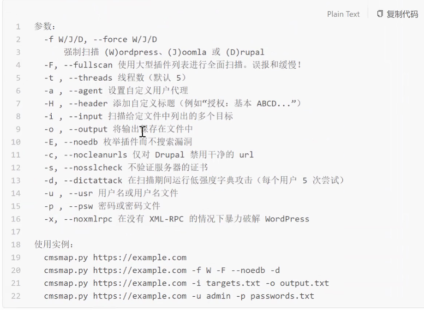 Plain Text 复制代码
1 参数：
2 -f W/J/D, --force W/J/D
3 强制扫描 (W)ordpress、(J)oomla 或 (D)rupal
4 -F, --fullscan 使用大型插件列表进行全面扫描。误报和缓慢！
5 -t , --threads 线程数（默认 5）
6 -a , --agent 设置自定义用户代理
7 -H , --header 添加自定义标题（例如“授权：基本 ABCD...”）
8 -i , --input 扫描给定文件中列出的多个目标
9 -o , --output 将输出保存在文件中
10 -E, --noedb 枚举插件而不搜索漏洞
11 -c, --nocleanurls 仅对 Drupal 禁用干净的 url
12 -s, --nosslcheck 不验证服务器的证书
13 -d, --dictattack 在扫描期间运行低强度字典攻击（每个用户 5 次尝试）
14 -u , --usr 用户名或用户名文件
15 -p , --psw 密码或密码文件
16 -x, --noxmlrpc 在没有 XML-RPC 的情况下暴力破解 WordPress
17
18 使用实例：
19 cmsmap.py https://example.com
20 cmsmap.py https://example.com -f W -F --noedb -d
21 cmsmap.py https://example.com -i targets.txt -o output.txt
22 cmsmap.py https://example.com -u admin -p passwords.txt